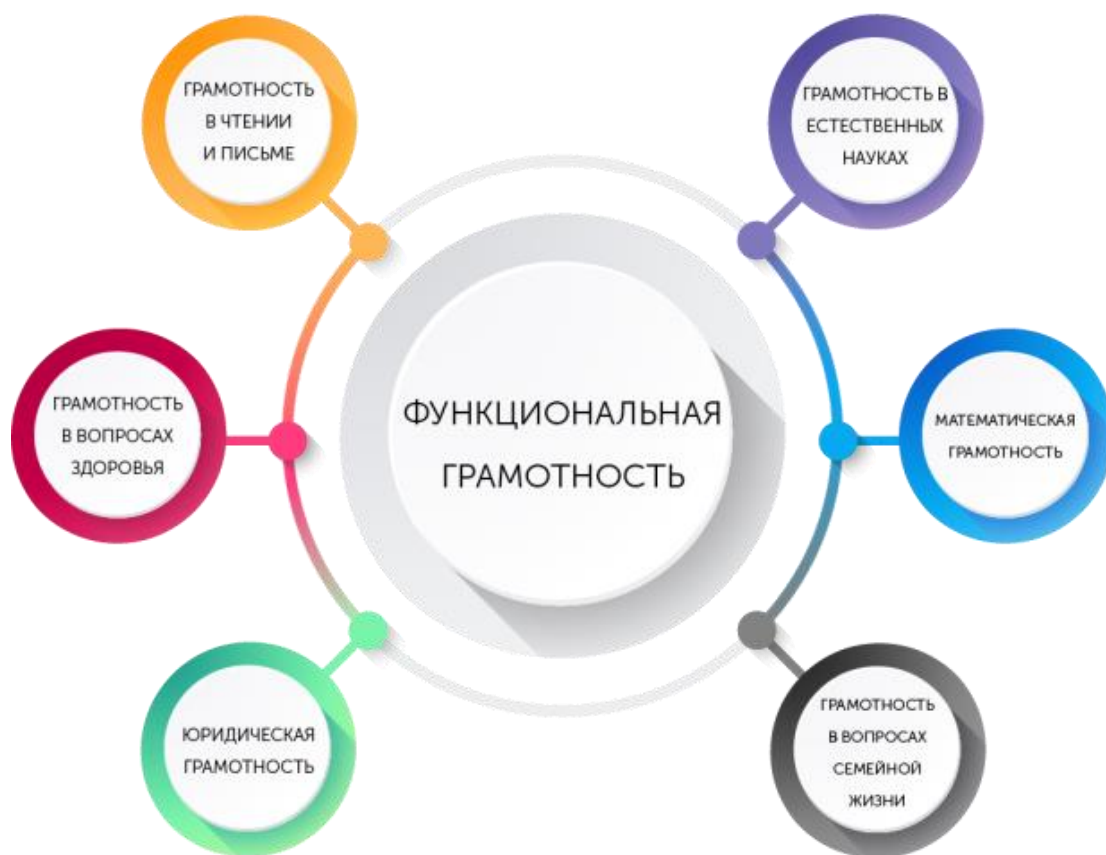 ГРАМОТНОСТЬ
В ЧТЕНИИ
И ПИСЬМЕ
ГРАМОТНОСТЬ В
ЕСТЕСТВЕННЫХ
НАУКАХ
ГРАМОТНОСТЬ
В ВОПРОСАХ
ЗДОРОВЬЯ
ФУНКЦИОНАЛЬНАЯ
ГРАМОТНОСТЬ
МАТЕМАТИЧЕСКАЯ
ГРАМОТНОСТЬ
ЮРИДИЧЕСКАЯ
ГРАМОТНОСТЬ
ГРАМОТНОСТЬ
В ВОПРОСАХ
СЕМЕЙНОЙ
ЖИЗНИ